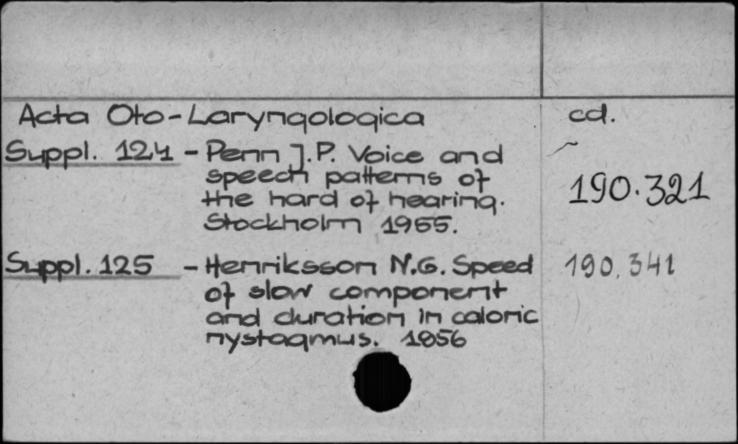 Acta Oto-Laryngologica cd.
Suppl. 124 - Penn J.P. Voice and
speech patterns of
the hard of hearing. 190.321
Stockholm 1955.
Suppl. 125 - Henriksson N.G. Speed 190.341
of slow component
and duration in caloric
nystagmus. 1956